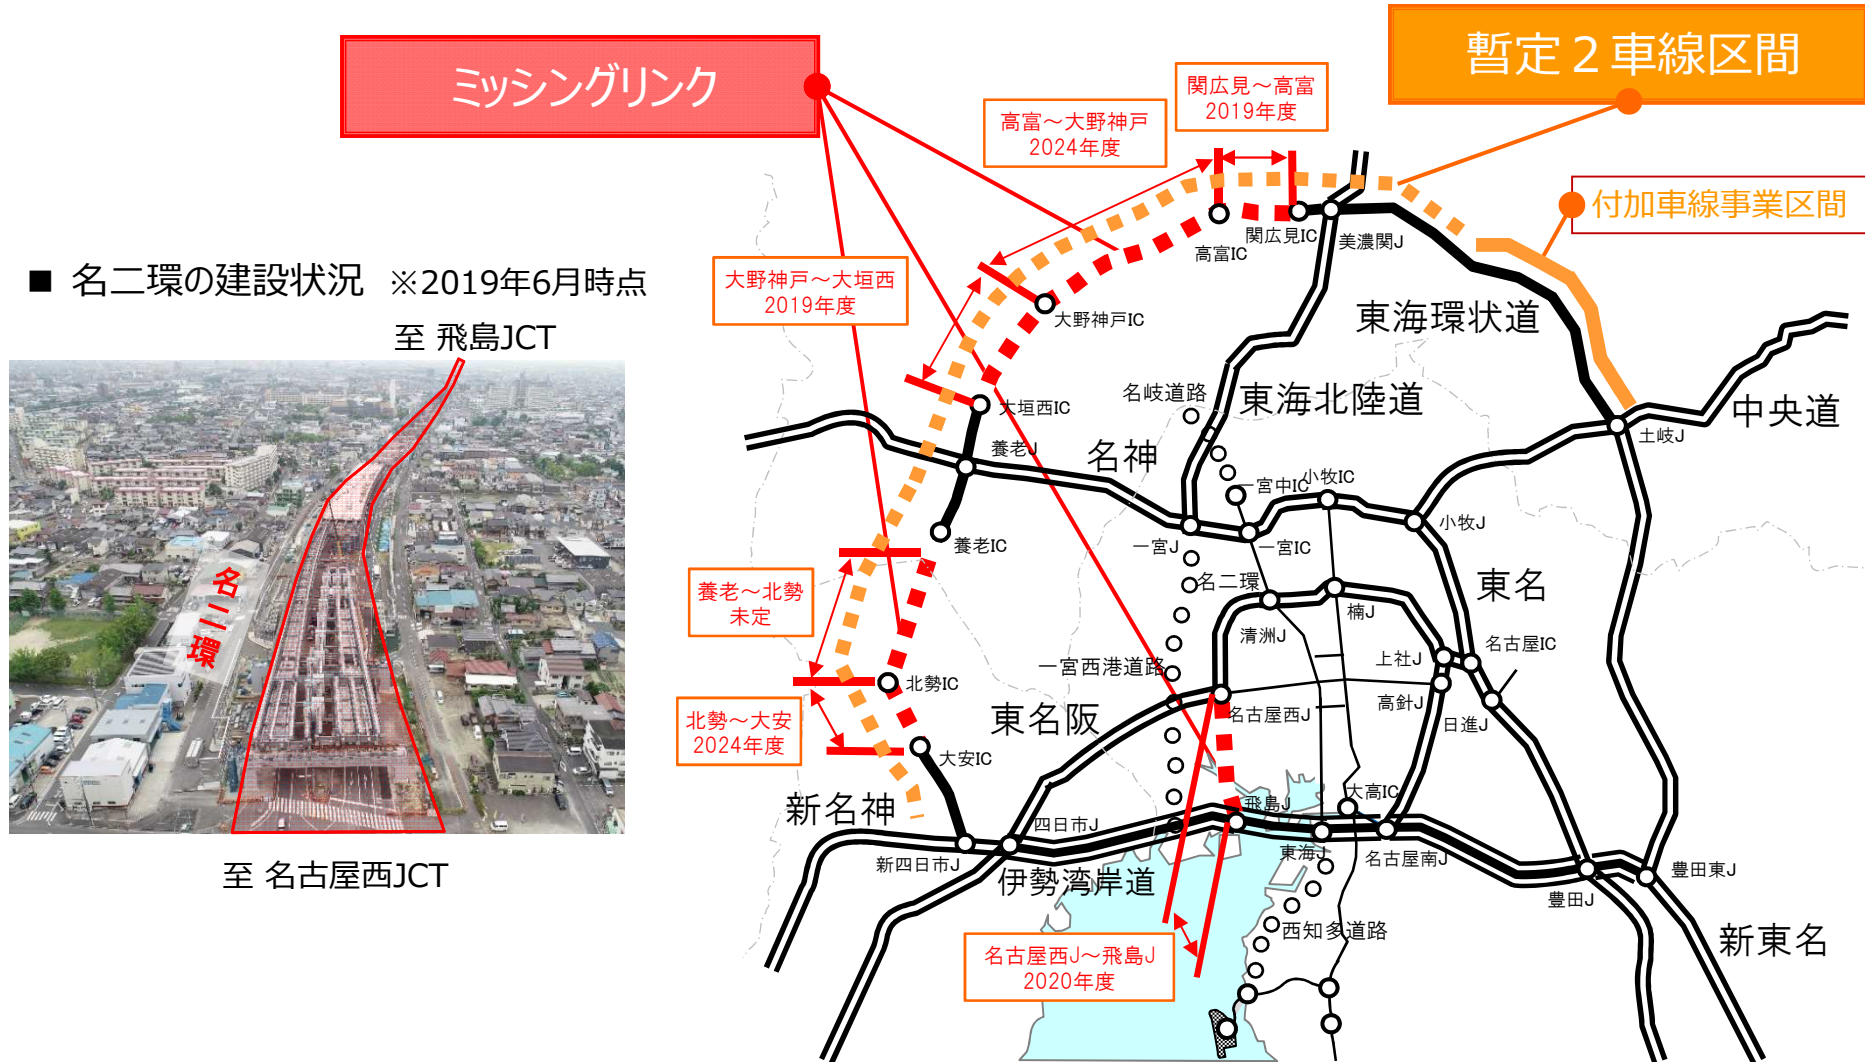 ミッシングリンク
暫定２車線区間
関広見～高富
2019年度
高富～大野神戸
2024年度
付加車線事業区間
高富IC
関広見IC
美濃関J
■ 名二環の建設状況 ※2019年6月時点
大野神戸～大垣西
2019年度
至 飛島JCT
大野神戸IC
東海環状道
名岐道路
東海北陸道
中央道
大垣西IC
土岐J
養老J
名神
一宮中IC
小牧IC
小牧J
養老IC
一宮J
一宮IC
名二環
養老～北勢
未定
名二環
楠J
東名
清洲J
名古屋IC
上社J
一宮西港道路
北勢IC
高針J
日進J
名古屋西J
東名阪
北勢～大安
2024年度
大安IC
新名神
飛島J
大高IC
四日市J
新四日市J
東海J
名古屋南J
至 名古屋西JCT
伊勢湾岸道
豊田J
豊田東J
西知多道路
新東名
名古屋西J～飛島J
2020年度